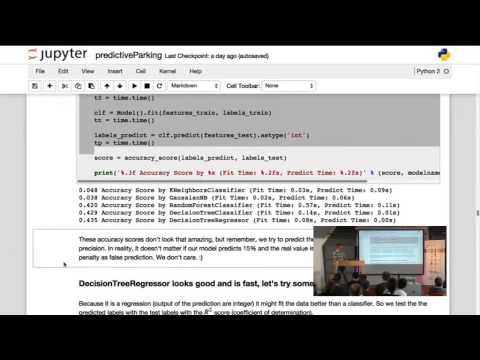 jupyter predictiveParking Last Checkpoint: a day ago (autosaved)
File Edit View Insert Cell Kernel Help Python 2
Markdown Cell Toolbar: None
t0 = time.time()
clf = Model().fit(features_train, labels_train)
tt = time.time()
labels_predict = clf.predict(features_test).astype('int')
tp = time.time()
score = accuracy_score(labels_predict, labels_test)
print('%.3f Accuracy Score by %s (Fit Time: %.2fs, Predict Time: %.2fs)' % (score, modelname
0.048 Accuracy Score by KNeighborsClassifier (Fit Time: 0.03s, Predict Time: 0.09s)
0.038 Accuracy Score by GaussianNB (Fit Time: 0.02s, Predict Time: 0.06s)
0.420 Accuracy Score by RandomForestClassifier (Fit Time: 0.57s, Predict Time: 0.11s)
0.429 Accuracy Score by DecisionTreeClassifier (Fit Time: 0.14s, Predict Time: 0.01s)
0.435 Accuracy Score by DecisionTreeRegressor (Fit Time: 0.08s, Predict Time: 0.00s)
These accuracy scores don't look that amazing, but remember, we try to predict the
precision. In reality, it doesn't matter if our model predicts 15% and the real value is
penalty as false prediction. We don't care. :)
DecisionTreeRegressor looks good and is fast, let's try some
Because it is a regression (output of the prediction are integer) it might fit the data better than a classifier. So we test the the
predicted labels with the test labels with the R² score (coefficient of determination).